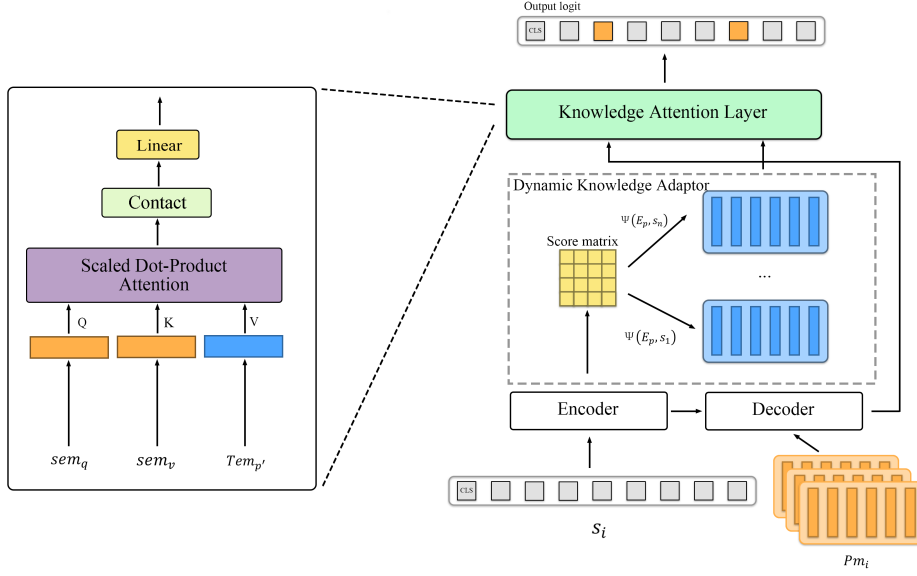 Output logit
CLS
Knowledge Attention Layer
Linear
Contact
Scaled Dot-Product
Attention
Q
K
V
sem_q
sem_v
Tem_p'
Dynamic Knowledge Adaptor
Score matrix
Ψ(E_p, s_n)
...
Ψ(E_p, s_1)
Encoder
Decoder
CLS
s_i
Pm_i